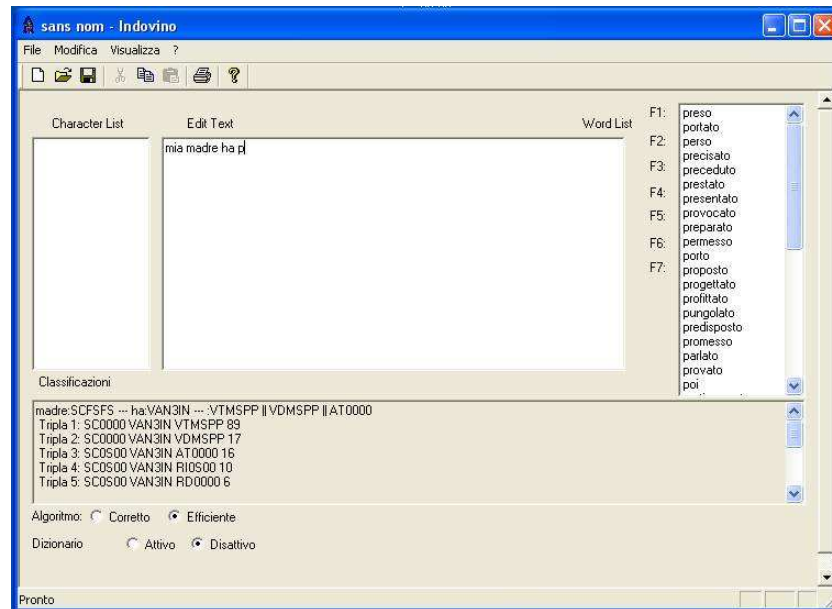 sans nom - Indovino
File Modifica Visualizza ?
Character List Edit Text Word List
mia madre ha p
F1:
F2:
F3:
F4:
F5:
F6:
F7:
preso
portato
perso
precisato
preceduto
prestato
presentato
provocato
preparato
permesso
porto
proposto
progettato
profittato
pungolato
predisposto
promesso
parlato
provato
poi
Classificazioni
madre:SCFSFS --- ha:VAN3IN --- :VTMSPP || VDMSPP || AT0000
Tripla 1: SC0000 VAN3IN VTMSPP 89
Tripla 2: SC0000 VAN3IN VDMSPP 17
Tripla 3: SC0S00 VAN3IN AT0000 16
Tripla 4: SC0S00 VAN3IN RI0S00 10
Tripla 5: SC0S00 VAN3IN RD0000 6
Algoritmo: Corretto Efficiente
Dizionario Attivo Disattivo
Pronto